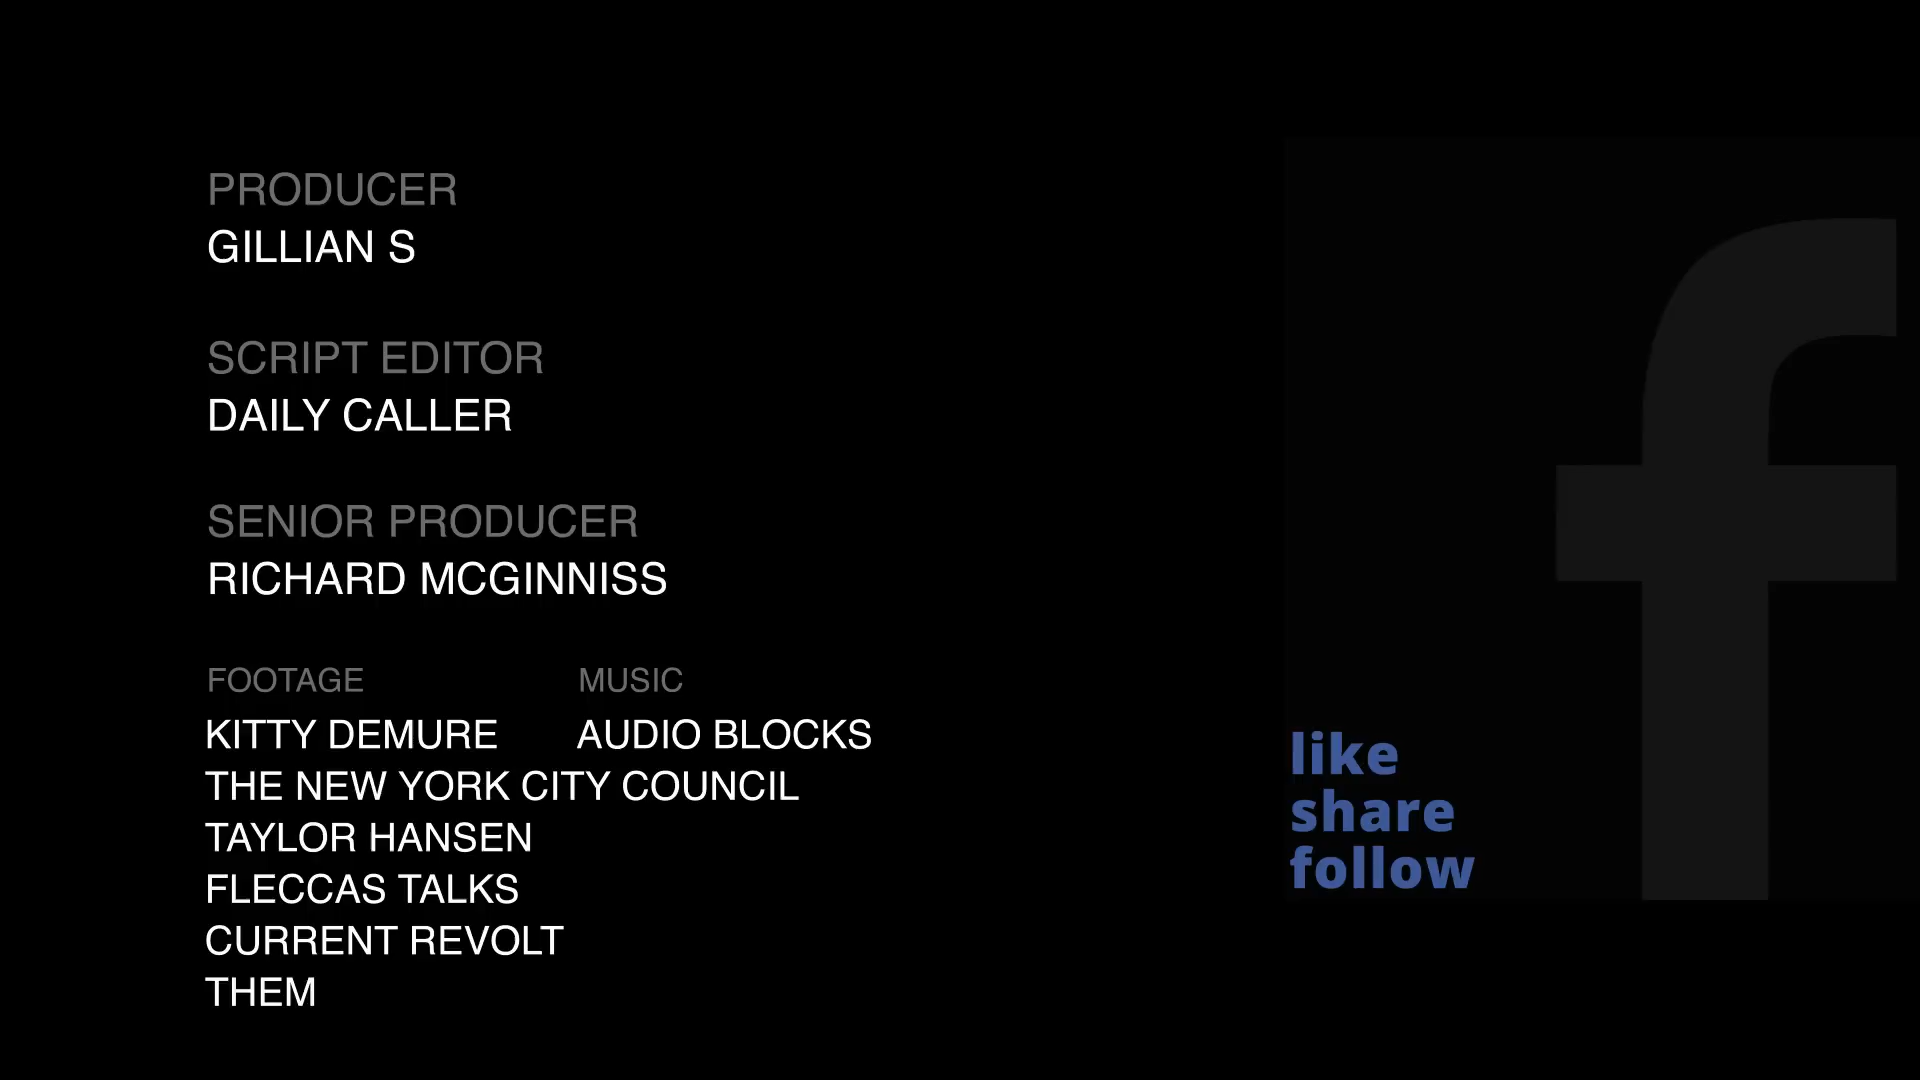 PRODUCER
GILLIAN S
SCRIPT EDITOR
DAILY CALLER
SENIOR PRODUCER
RICHARD MCGINNISS
FOOTAGE
KITTY DEMURE
THE NEW YORK CITY COUNCIL
TAYLOR HANSEN
FLECCAS TALKS
CURRENT REVOLT
THEM
MUSIC
AUDIO BLOCKS
f
like
share
follow